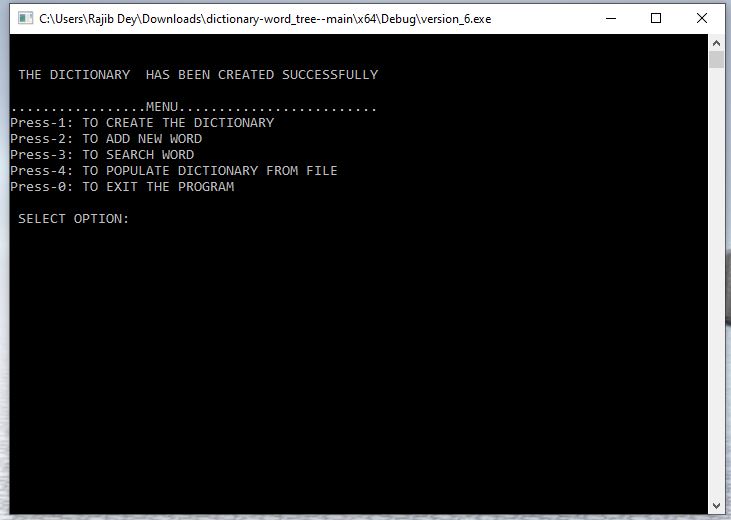 C:\Users\Rajib Dey\Downloads\dictionary-word_tree--main\x64\Debug\version_6.exe
THE DICTIONARY  HAS BEEN CREATED SUCCESSFULLY
.................MENU.........................
Press-1: TO CREATE THE DICTIONARY
Press-2: TO ADD NEW WORD
Press-3: TO SEARCH WORD
Press-4: TO POPULATE DICTIONARY FROM FILE
Press-0: TO EXIT THE PROGRAM
SELECT OPTION: